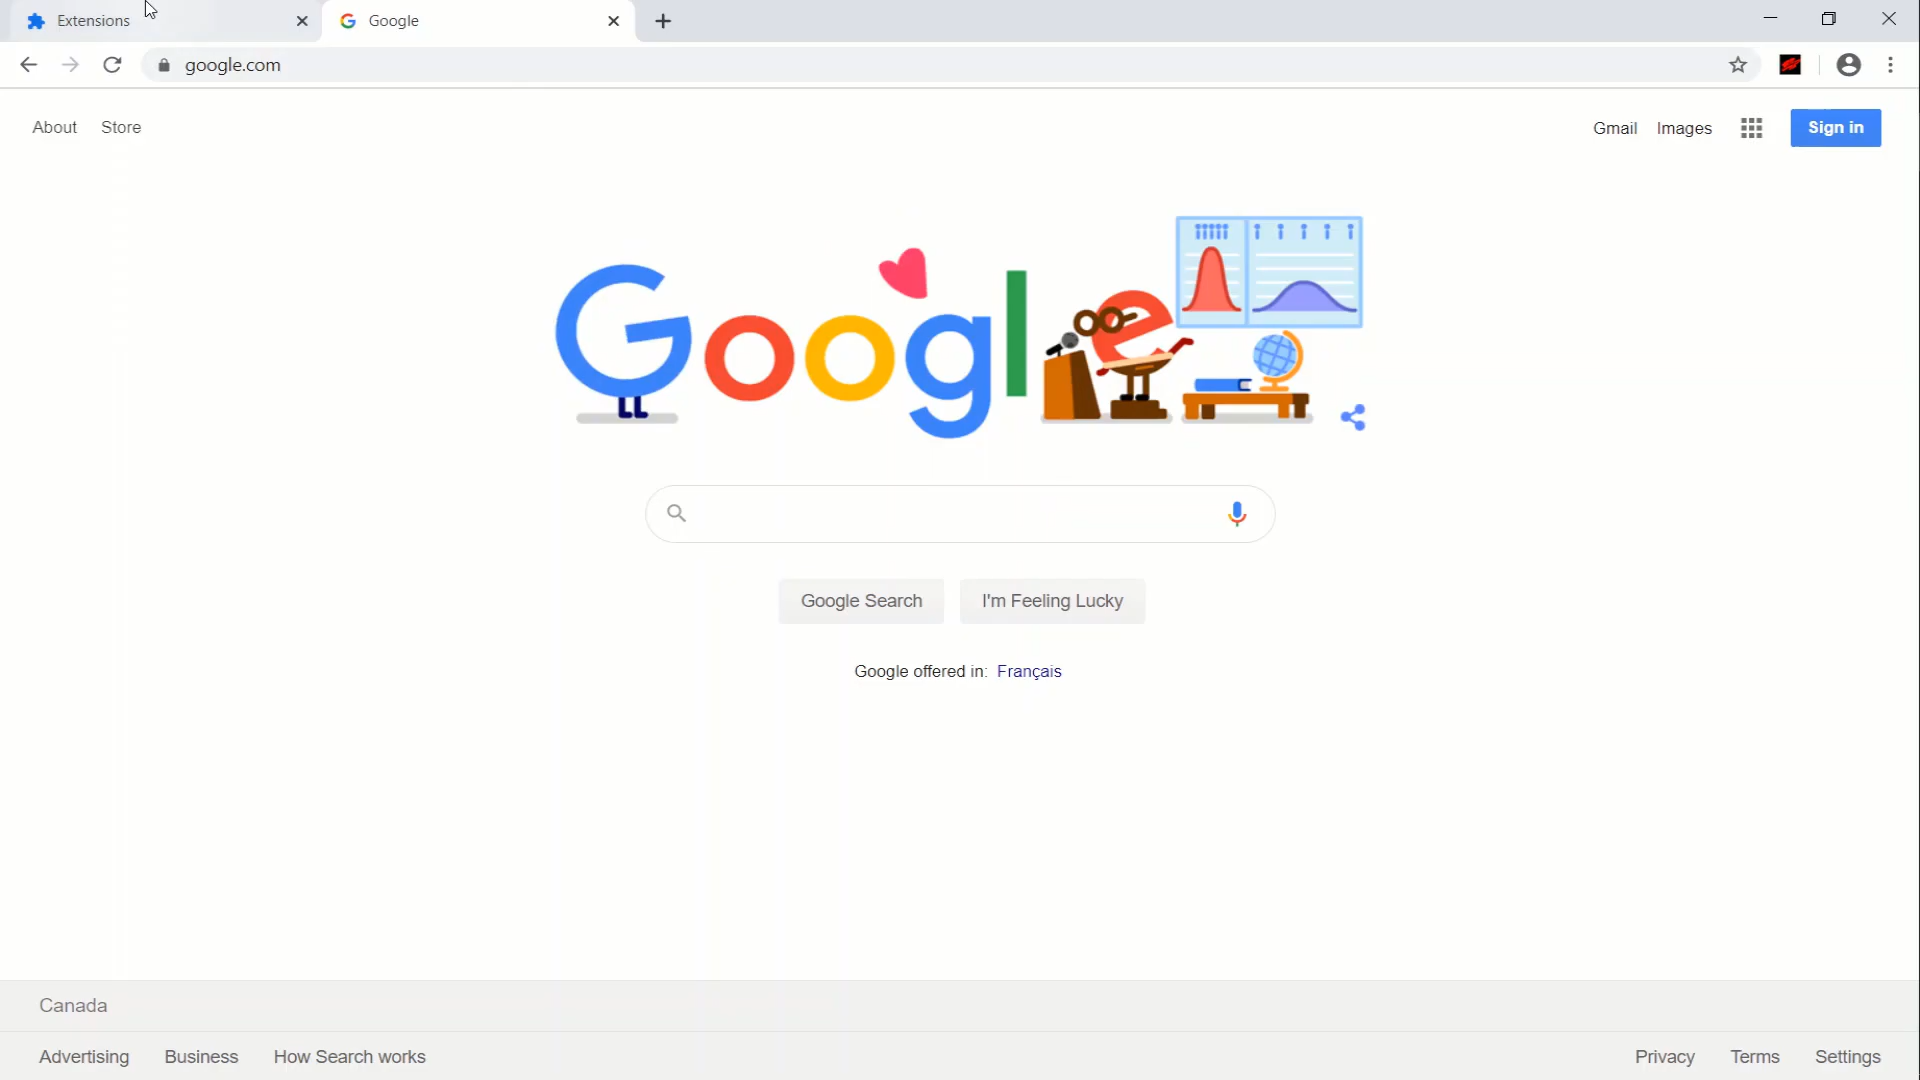 Extensions
Google
google.com
About Store
Gmail Images Sign in
Google
Google Search I'm Feeling Lucky
Google offered in: Français
Canada
Advertising Business How Search works
Privacy Terms Settings